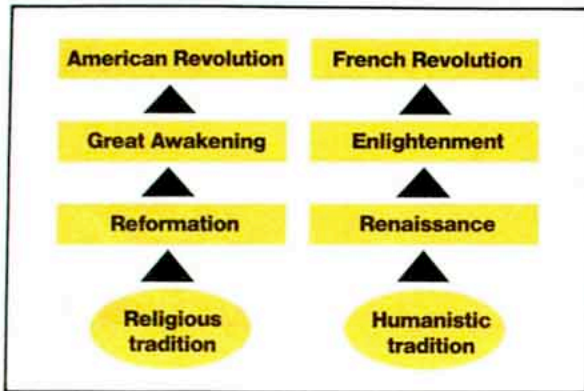 American Revolution
French Revolution
Great Awakening
Enlightenment
Reformation
Renaissance
Religious
tradition
Humanistic
tradition